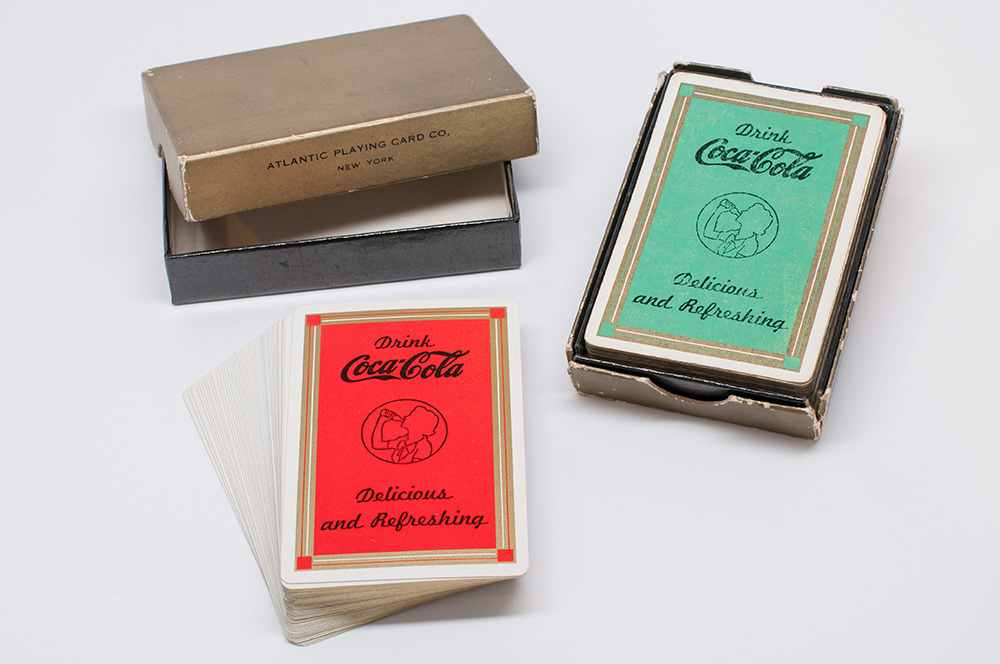 ATLANTIC PLAYING CARD CO.
NEW YORK
Drink
Coca-Cola
Delicious
and Refreshing
Drink
Coca-Cola
Delicious
and Refreshing